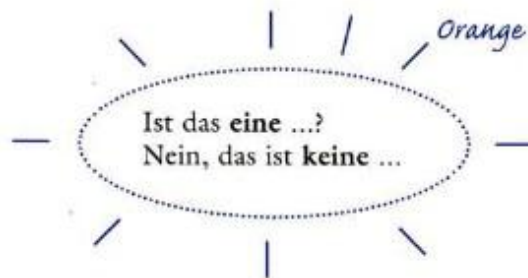 Orange
Ist das eine ...?
Nein, das ist keine ...